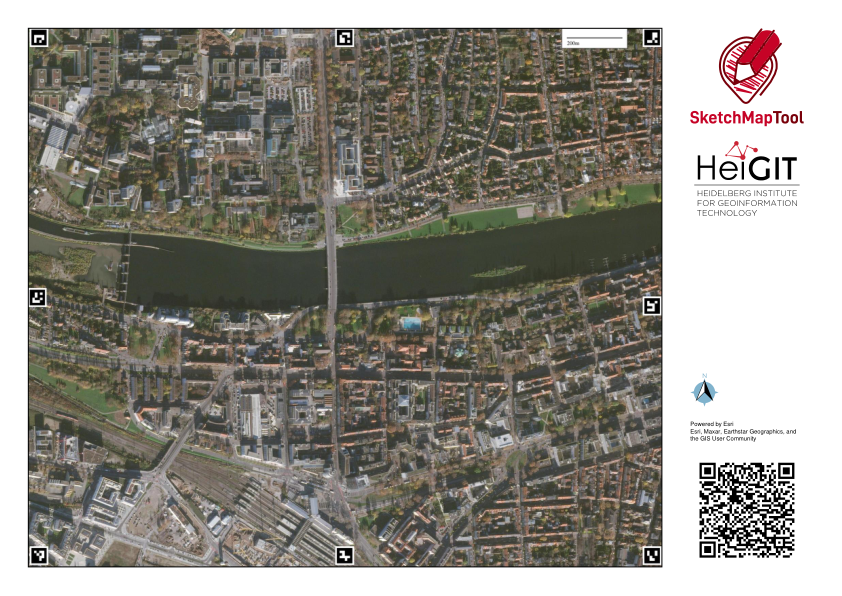 200m
SketchMapTool
HeiGIT
HEIDELBERG INSTITUTE
FOR GEOINFORMATION
TECHNOLOGY
N
Powered by Esri
Esri, Maxar, Earthstar Geographics, and
the GIS User Community